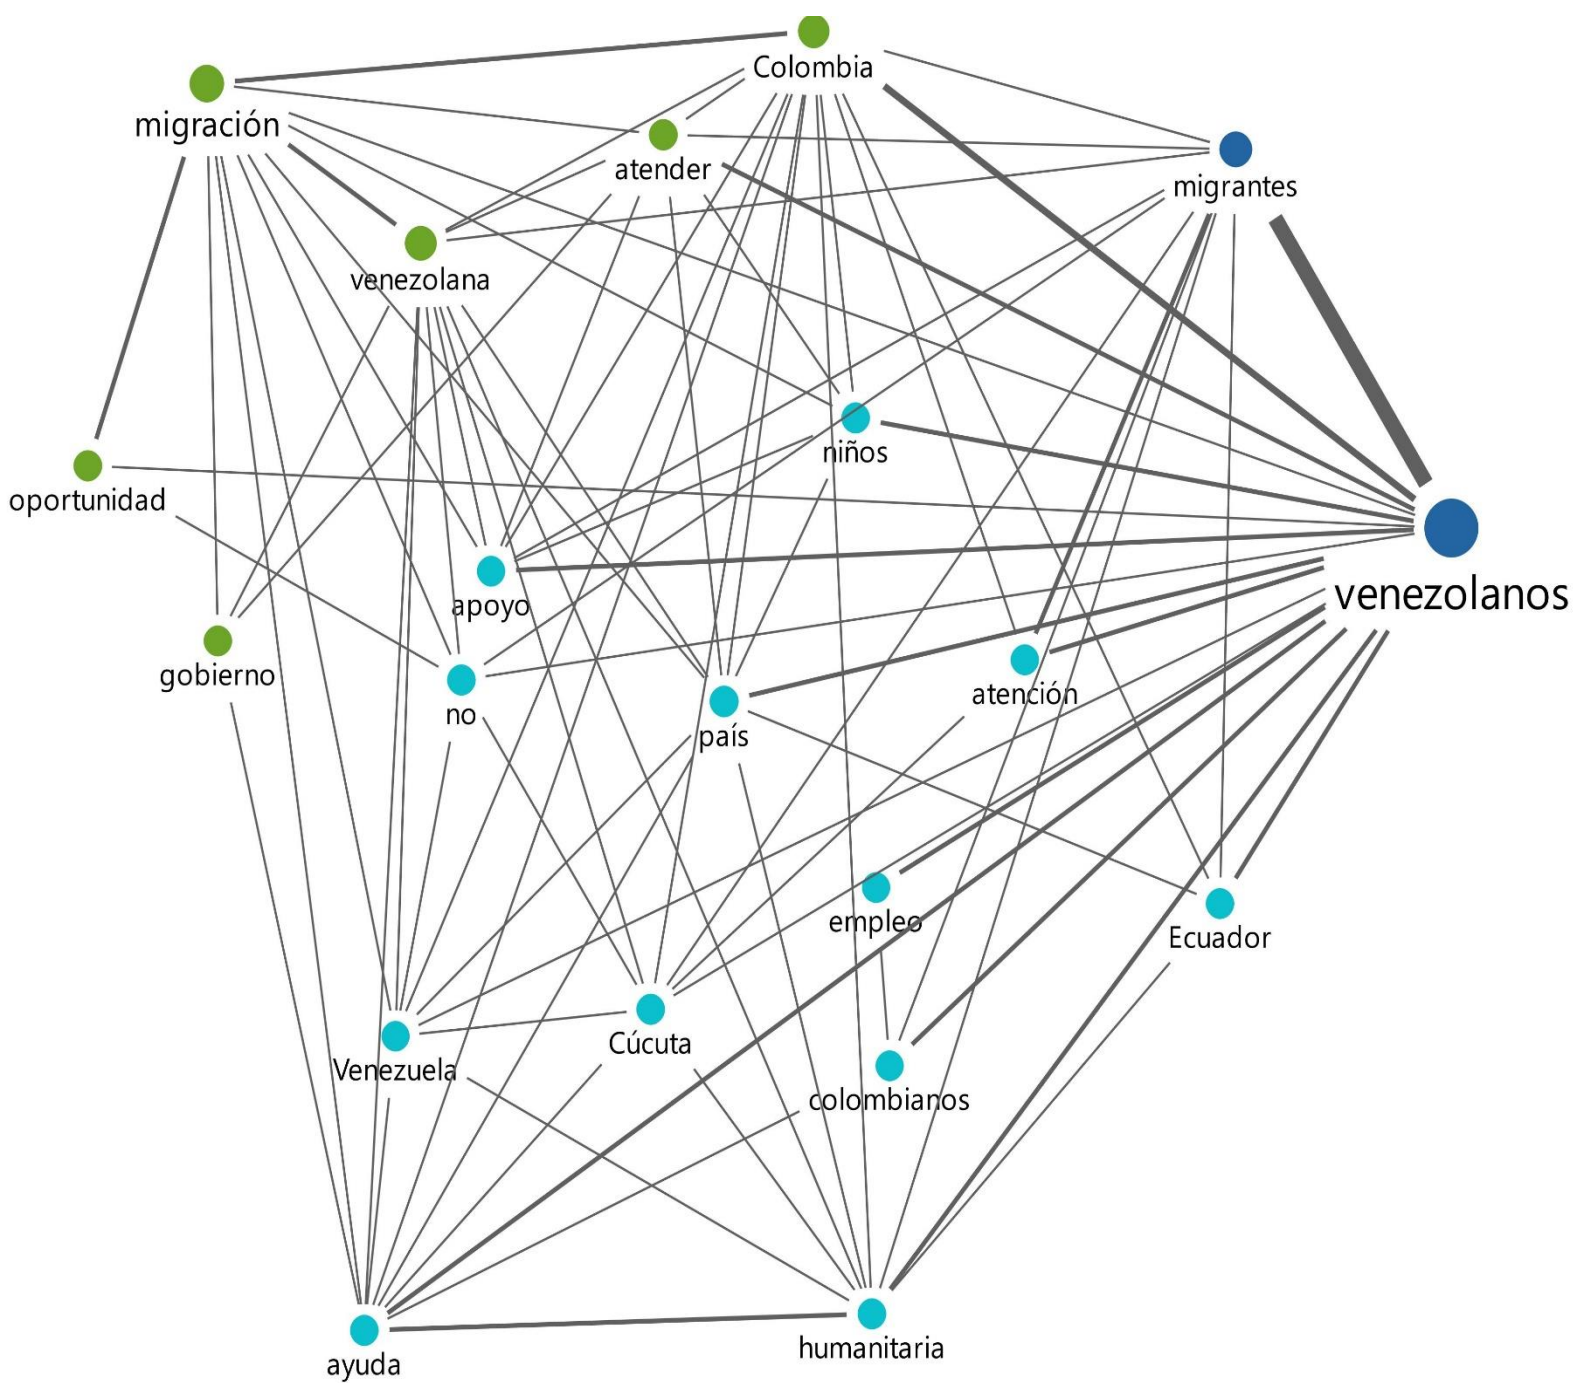 Colombia
migración
atender
migrantes
venezolana
niños
oportunidad
venezolanos
apoyo
gobierno
no
país
atención
empleo
Ecuador
Cúcuta
Venezuela
colombianos
humanitaria
ayuda